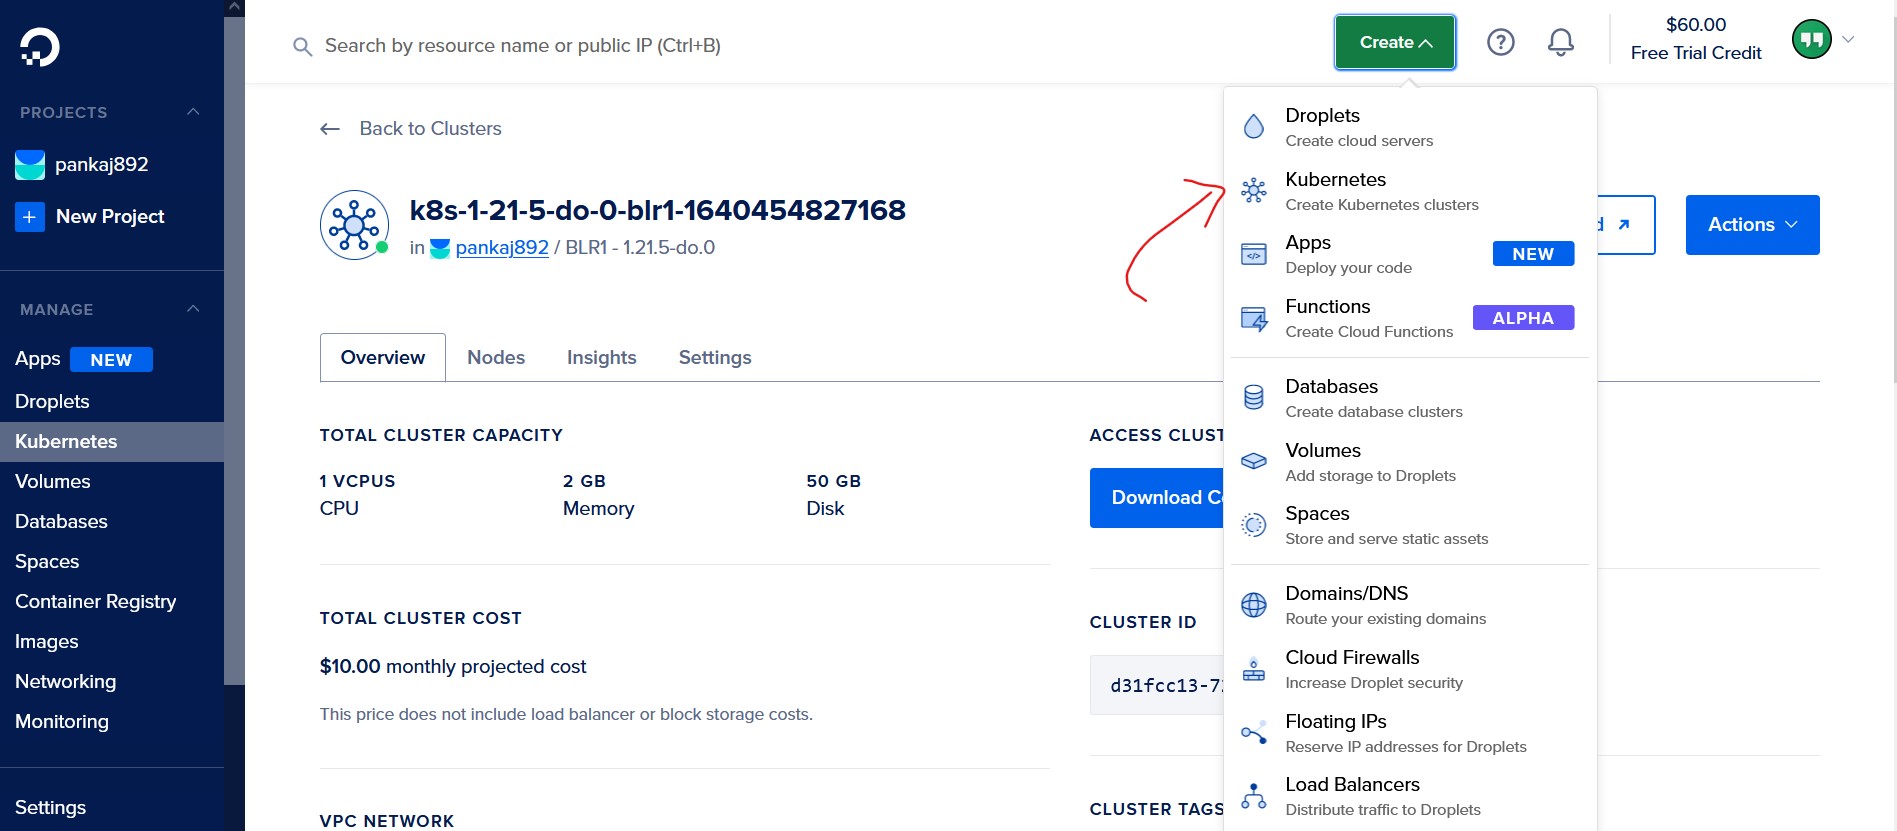 Search by resource name or public IP (Ctrl+B)
Create
?
$60.00
Free Trial Credit
PROJECTS
pankaj892
+ New Project
MANAGE
Apps NEW
Droplets
Kubernetes
Volumes
Databases
Spaces
Container Registry
Images
Networking
Monitoring
Settings
← Back to Clusters
k8s-1-21-5-do-0-blr1-1640454827168
in pankaj892 / BLR1 - 1.21.5-do.0
Actions
Overview Nodes Insights Settings
TOTAL CLUSTER CAPACITY
1 VCPUS 2 GB 50 GB
CPU Memory Disk
TOTAL CLUSTER COST
$10.00 monthly projected cost
This price does not include load balancer or block storage costs.
VPC NETWORK
ACCESS CLUST
Download C
CLUSTER ID
d31fcc13-7
CLUSTER TAGS
Droplets
Create cloud servers
Kubernetes
Create Kubernetes clusters
Apps
Deploy your code
NEW
Functions
Create Cloud Functions
ALPHA
Databases
Create database clusters
Volumes
Add storage to Droplets
Spaces
Store and serve static assets
Domains/DNS
Route your existing domains
Cloud Firewalls
Increase Droplet security
Floating IPs
Reserve IP addresses for Droplets
Load Balancers
Distribute traffic to Droplets